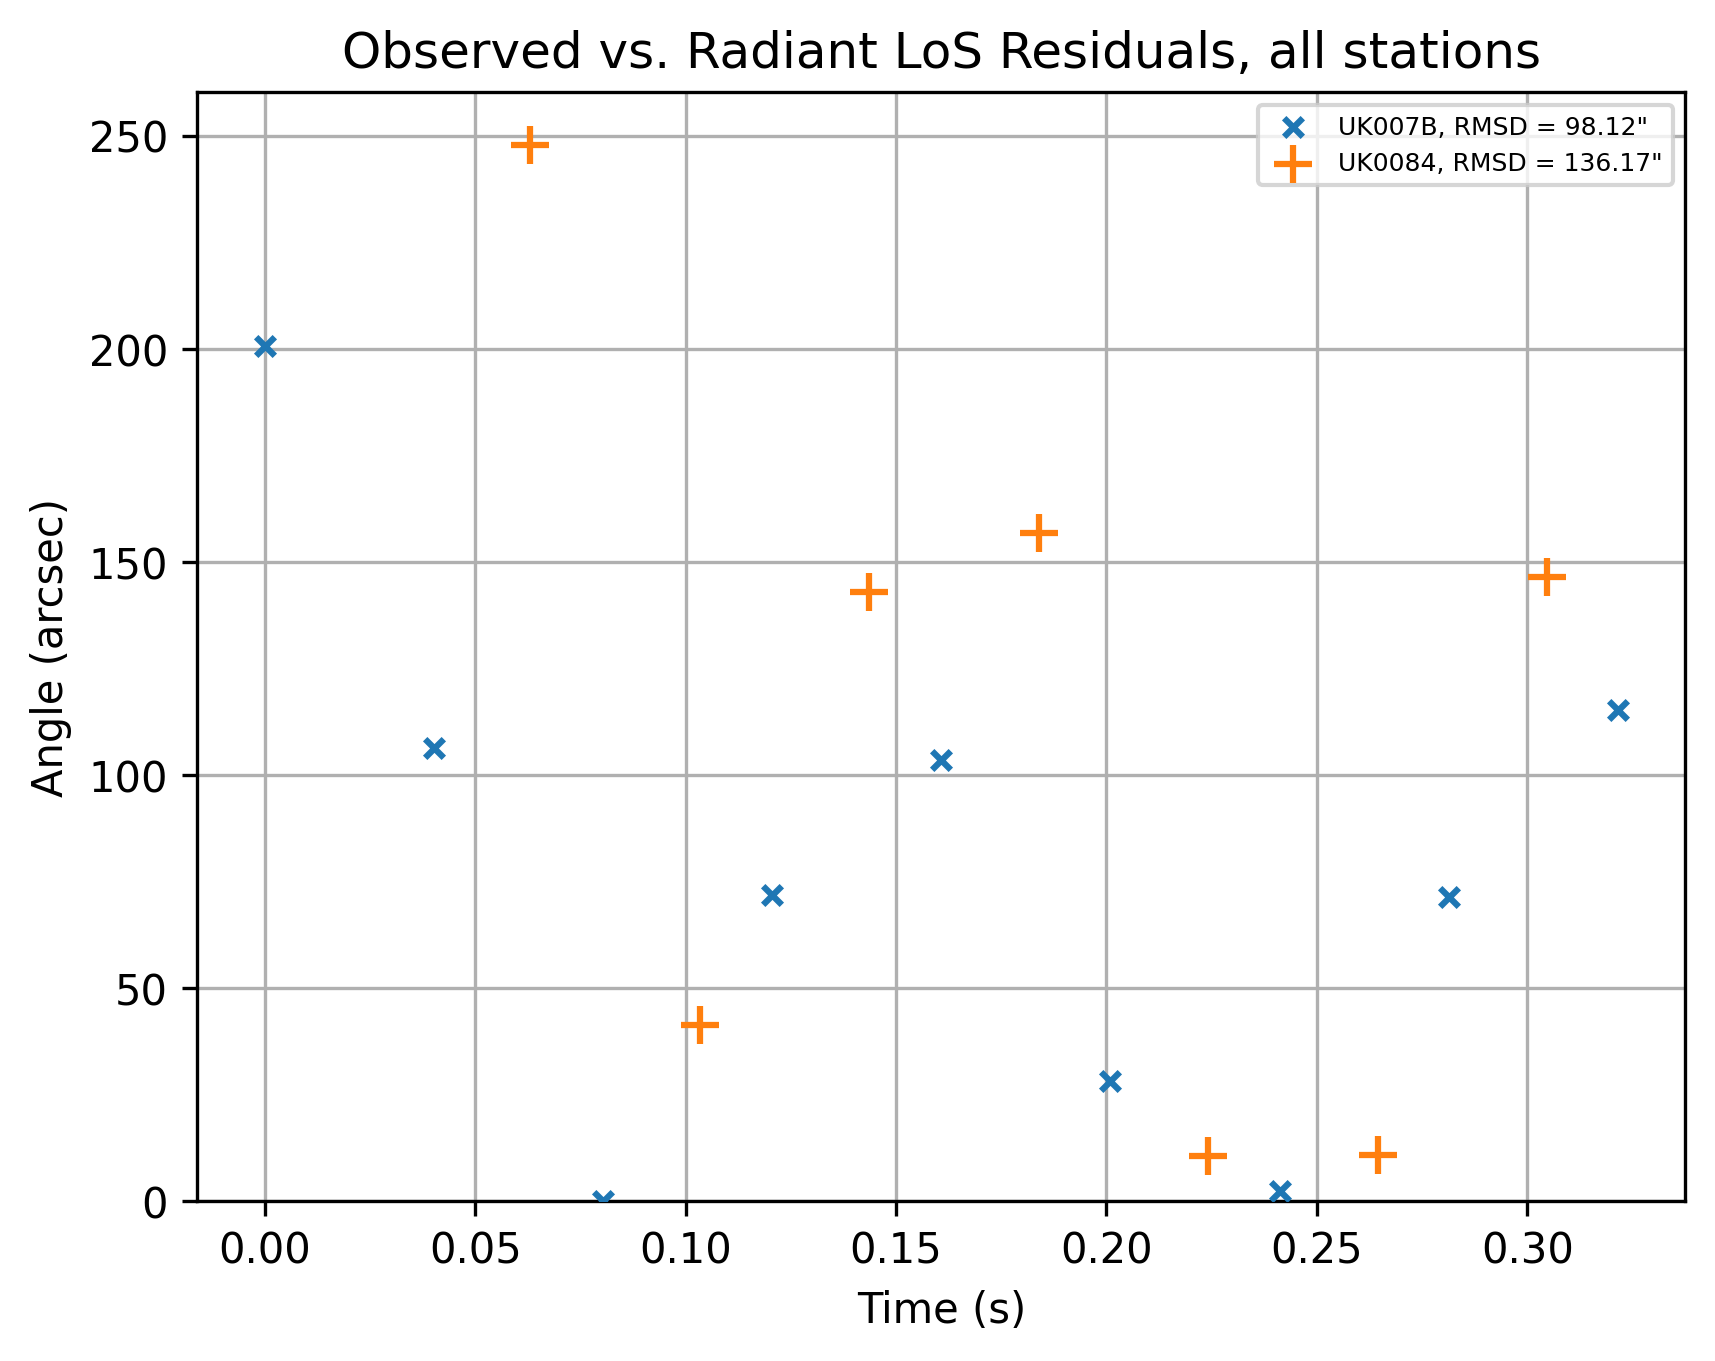 Observed vs. Radiant LoS Residuals, all stations
UK007B, RMSD = 98.12"
UK0084, RMSD = 136.17"
Angle (arcsec)
250
200
150
100
50
0
0.00 0.05 0.10 0.15 0.20 0.25 0.30
Time (s)